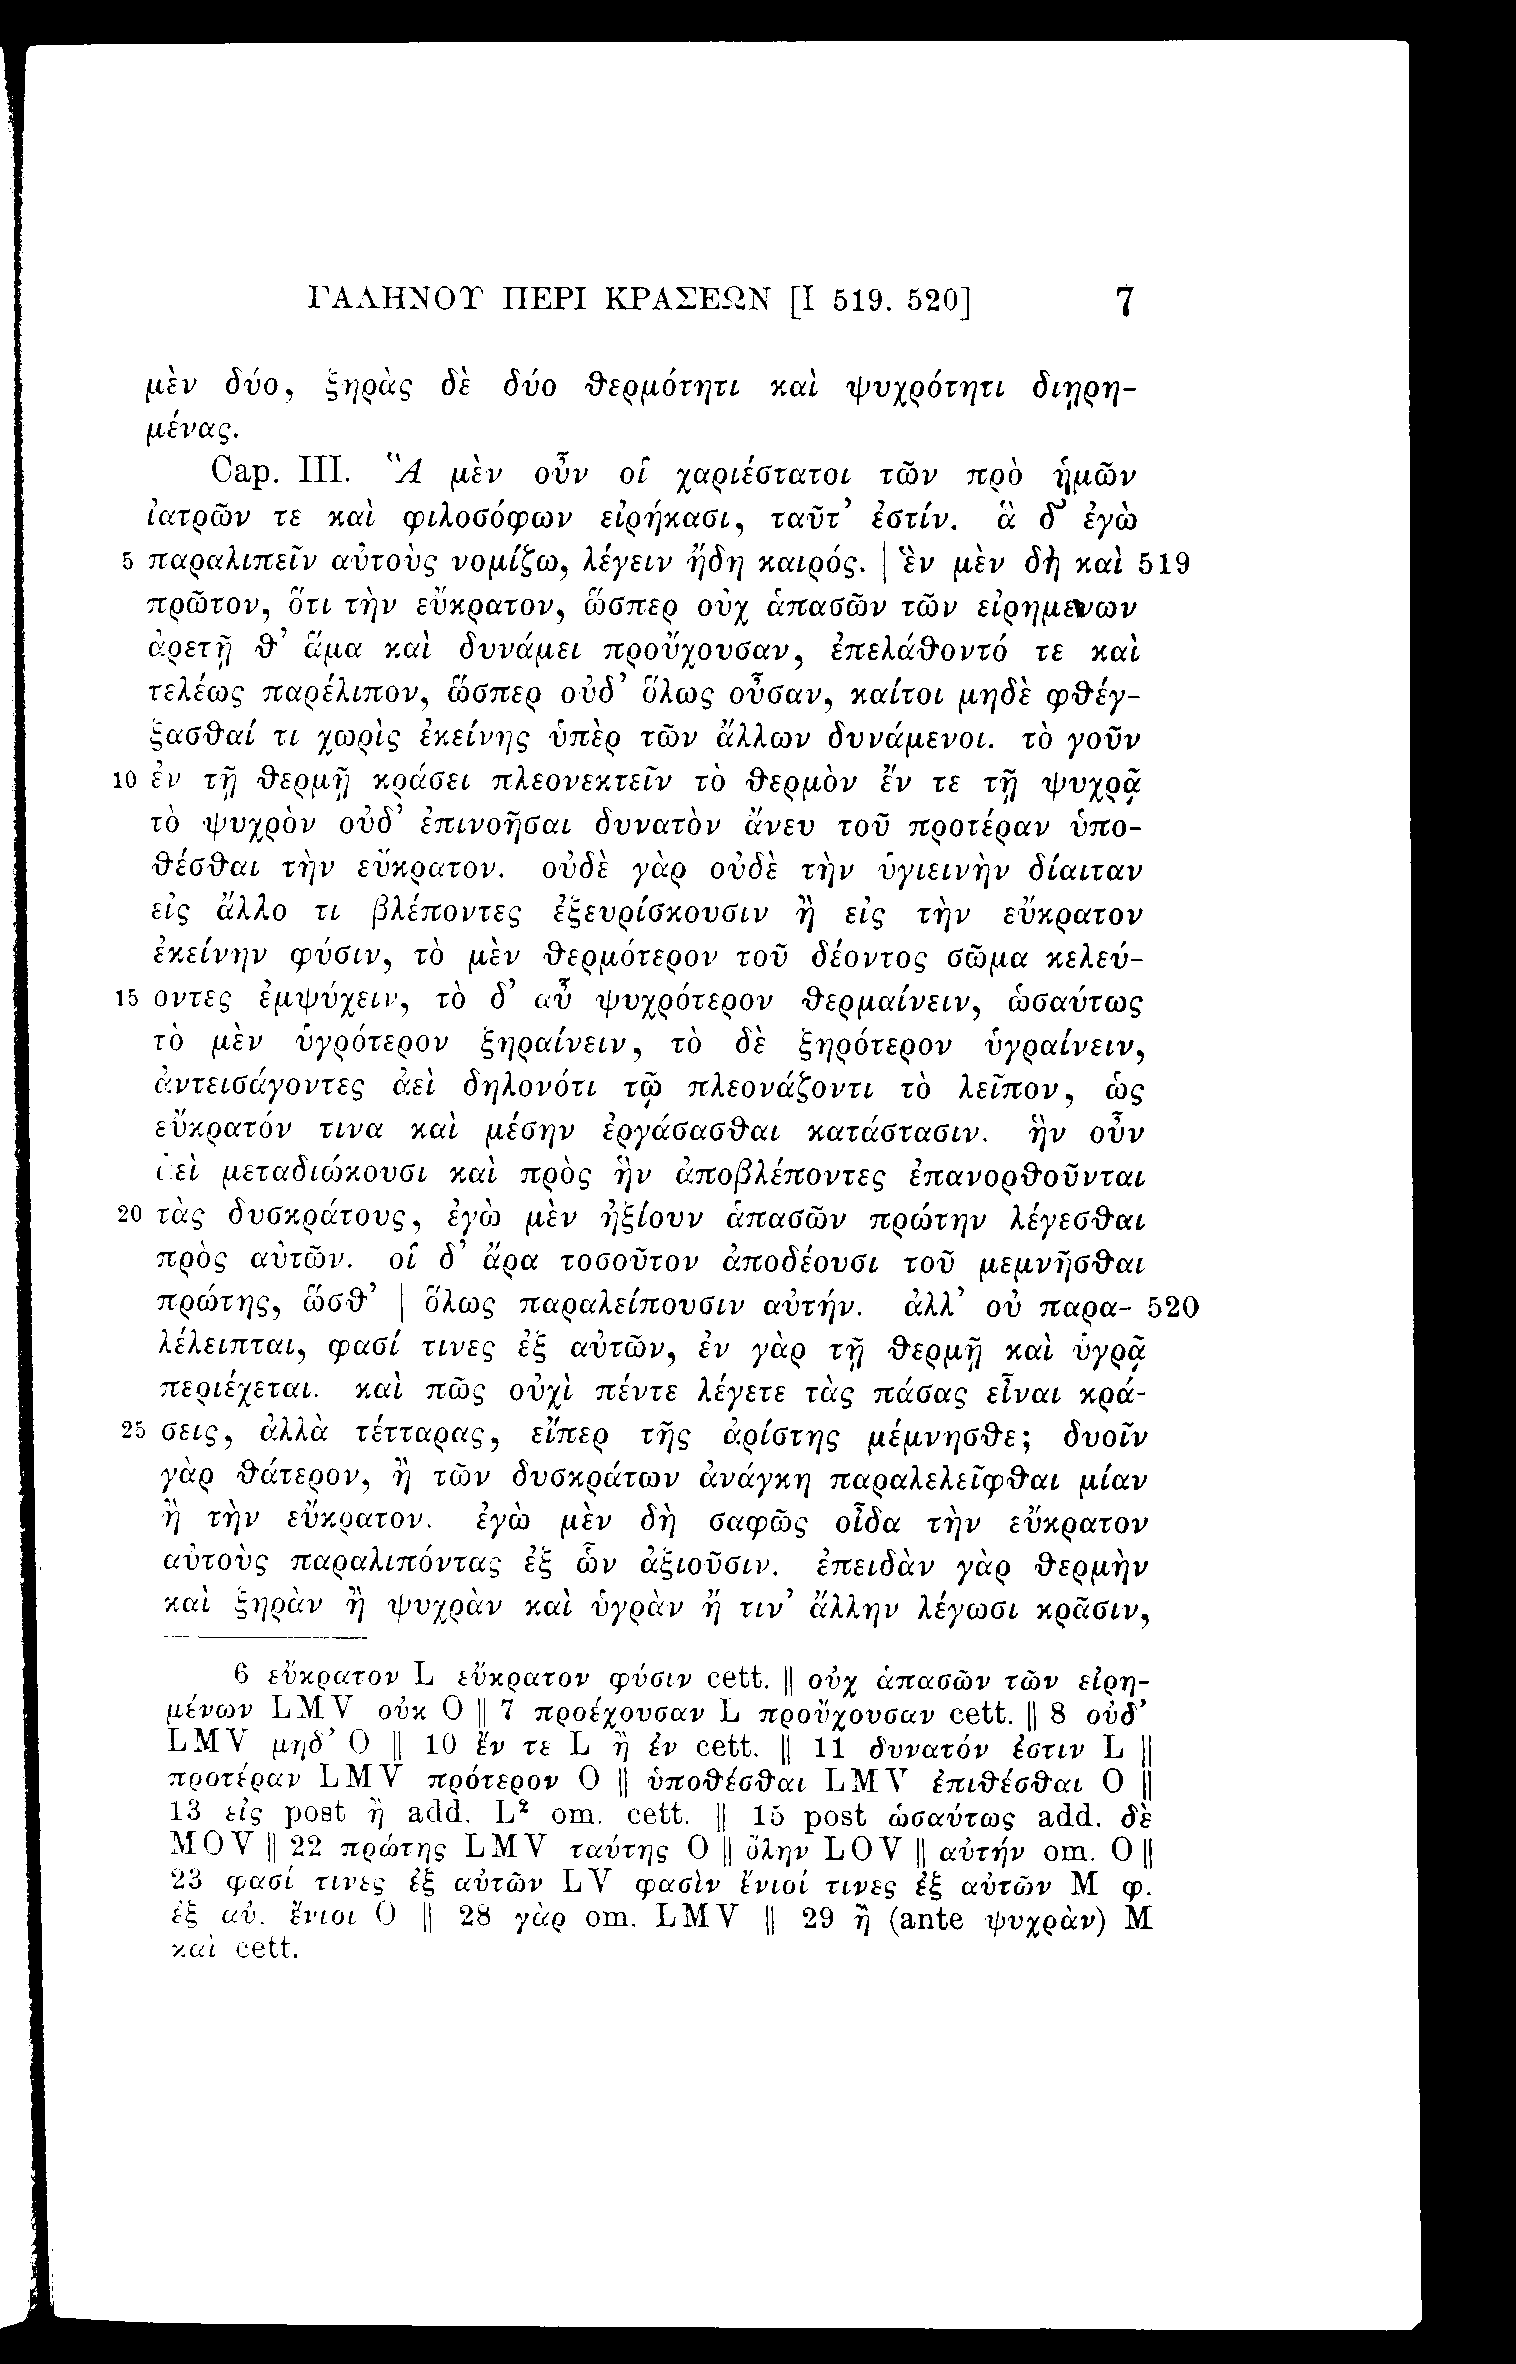 ΓΑΛΗΝΟΥ ΠΕΡΙ ΚΡΑΣΕΩΝ [I 519. 520] 7
μὲν δύο, ξηρὰς δὲ δύο θερμότητι καὶ ψυχρότητι διῃρη-
μένας.
Cap. III. Ἃ μὲν οὖν οἱ χαριέστατοι τῶν πρὸ ἡμῶν
ἰατρῶν τε καὶ φιλοσόφων εἰρήκασι, ταῦτ’ ἐστίν. ἃ δ’ ἐγὼ
5 παραλιπεῖν αὐτοὺς νομίζω, λέγειν ἤδη καιρός. | ἓν μὲν δὴ καὶ 519
πρῶτον, ὅτι τὴν εὔκρατον, ὥσπερ οὐχ ἁπασῶν τῶν εἰρημένων
ἀρετῇ θ’ ἅμα καὶ δυνάμει προὔχουσαν, ἐπελάθοντό τε καὶ
τελέως παρέλιπον, ὥσπερ οὐδ’ ὅλως οὖσαν, καίτοι μηδὲ φθέγ-
ξασθαί τι χωρὶς ἐκείνης ὑπὲρ τῶν ἄλλων δυνάμενοι. τὸ γοῦν
10 ἐν τῇ θερμῇ κράσει πλεονεκτεῖν τὸ θερμὸν ἔν τε τῇ ψυχρᾷ
τὸ ψυχρὸν οὐδ’ ἐπινοῆσαι δυνατὸν ἄνευ τοῦ προτέραν ὑπο-
θέσθαι τὴν εὔκρατον. οὐδὲ γὰρ οὐδὲ τὴν ὑγιεινὴν δίαιταν
εἰς ἄλλο τι βλέποντες ἐξευρίσκουσιν ἢ εἰς τὴν εὔκρατον
ἐκείνην φύσιν, τὸ μὲν θερμότερον τοῦ δέοντος σῶμα κελεύ-
15 οντες ἐμψύχειν, τὸ δ’ αὖ ψυχρότερον θερμαίνειν, ὡσαύτως
τὸ μὲν ὑγρότερον ξηραίνειν, τὸ δὲ ξηρότερον ὑγραίνειν,
ἀντεισάγοντες ἀεὶ δηλονότι τῷ πλεονάζοντι τὸ λεῖπον, ὡς
εὔκρατόν τινα καὶ μέσην ἐργάσασθαι κατάστασιν. ἣν οὖν
ἀεὶ μεταδιώκουσι καὶ πρὸς ἣν ἀποβλέποντες ἐπανορθοῦνται
20 τὰς δυσκράτους, ἐγὼ μὲν ἠξίουν ἁπασῶν πρώτην λέγεσθαι
πρὸς αὐτῶν. οἱ δ’ ἄρα τοσοῦτον ἀποδέουσι τοῦ μεμνῆσθαι
πρώτης, ὥσθ’ | ὅλως παραλείπουσιν αὐτήν. ἀλλ’ οὐ παρα- 520
λέλειπται, φασί τινες ἐξ αὐτῶν, ἐν γὰρ τῇ θερμῇ καὶ ὑγρᾷ
περιέχεται. καὶ πῶς οὐχὶ πέντε λέγετε τὰς πάσας εἶναι κρά-
25 σεις, ἀλλὰ τέτταρας, εἴπερ τῆς ἀρίστης μέμνησθε; δυοῖν
γὰρ θάτερον, ἢ τῶν δυσκράτων ἀνάγκη παραλελεῖφθαι μίαν
ἢ τὴν εὔκρατον. ἐγὼ μὲν δὴ σαφῶς οἶδα τὴν εὔκρατον
αὐτοὺς παραλιπόντας ἐξ ὧν ἀξιοῦσιν. ἐπειδὰν γὰρ θερμὴν
καὶ ξηρὰν ἢ ψυχρὰν καὶ ὑγρὰν ἤ τιν’ ἄλλην λέγωσι κρᾶσιν,
6 εὔκρατον L εὔκρατον φύσιν cett. || οὐχ ἁπασῶν τῶν εἰρη-
μένων LMV οὐκ O || 7 προέχουσαν L προὔχουσαν cett. || 8 οὐδ’
LMV μηδ’ O || 10 ἔν τε L ἢ ἐν cett. || 11 δυνατόν ἐστιν L ||
προτέραν LMV πρότερον O || ὑποθέσθαι LMV ἐπιθέσθαι O ||
13 εἰς post ἢ add. L² om. cett. || 15 post ὡσαύτως add. δὲ
MOV || 22 πρώτης LMV ταύτης O || ὅλην LOV || αὐτήν om. O ||
23 φασί τινες ἐξ αὐτῶν LV φασὶν ἔνιοί τινες ἐξ αὐτῶν M φ.
ἐξ αὐ. ἔνιοι O || 28 γὰρ om. LMV || 29 ἢ (ante ψυχρὰν) M
καὶ cett.